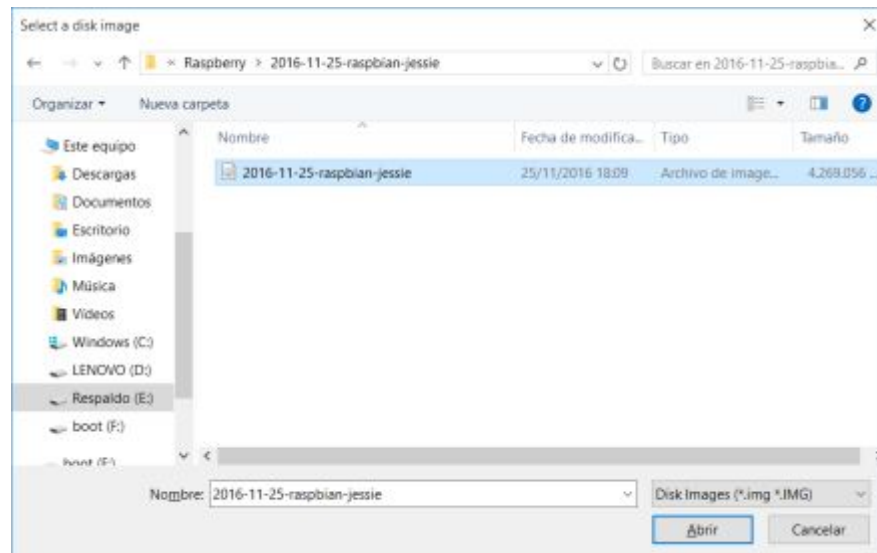 Select a disk image
« Raspberry > 2016-11-25-raspbian-jessie
Buscar en 2016-11-25-raspbia...
Organizar
Nueva carpeta
Nombre
Fecha de modifica...
Tipo
Tamaño
2016-11-25-raspbian-jessie
25/11/2016 18:09
Archivo de image...
4.269.056 ...
Este equipo
Descargas
Documentos
Escritorio
Imágenes
Música
Vídeos
Windows (C:)
LENOVO (D:)
Respaldo (E:)
boot (F:)
boot (F:)
Nombre: 2016-11-25-raspbian-jessie
Disk Images (*.img *.IMG)
Abrir
Cancelar